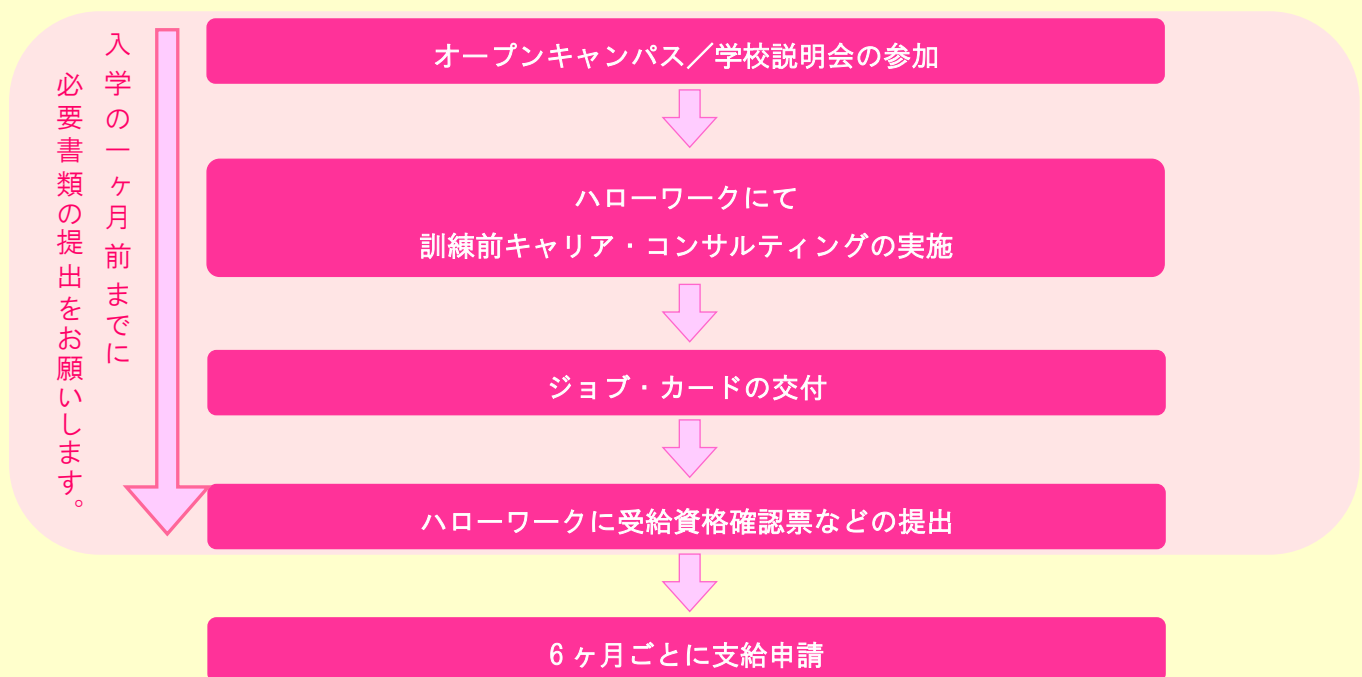 入学の一ヶ月前までに
必要書類の提出をお願いします。
オープンキャンパス／学校説明会の参加
ハローワークにて
訓練前キャリア・コンサルティングの実施
ジョブ・カードの交付
ハローワークに受給資格確認票などの提出
6ヶ月ごとに支給申請